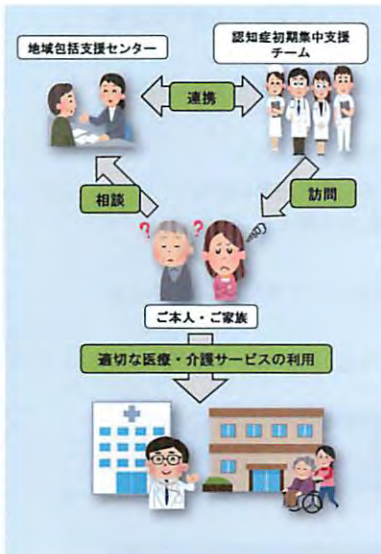 地域包括支援センター
認知症初期集中支援
チーム
連携
相談
訪問
? ?
ご本人・ご家族
適切な医療・介護サービスの利用